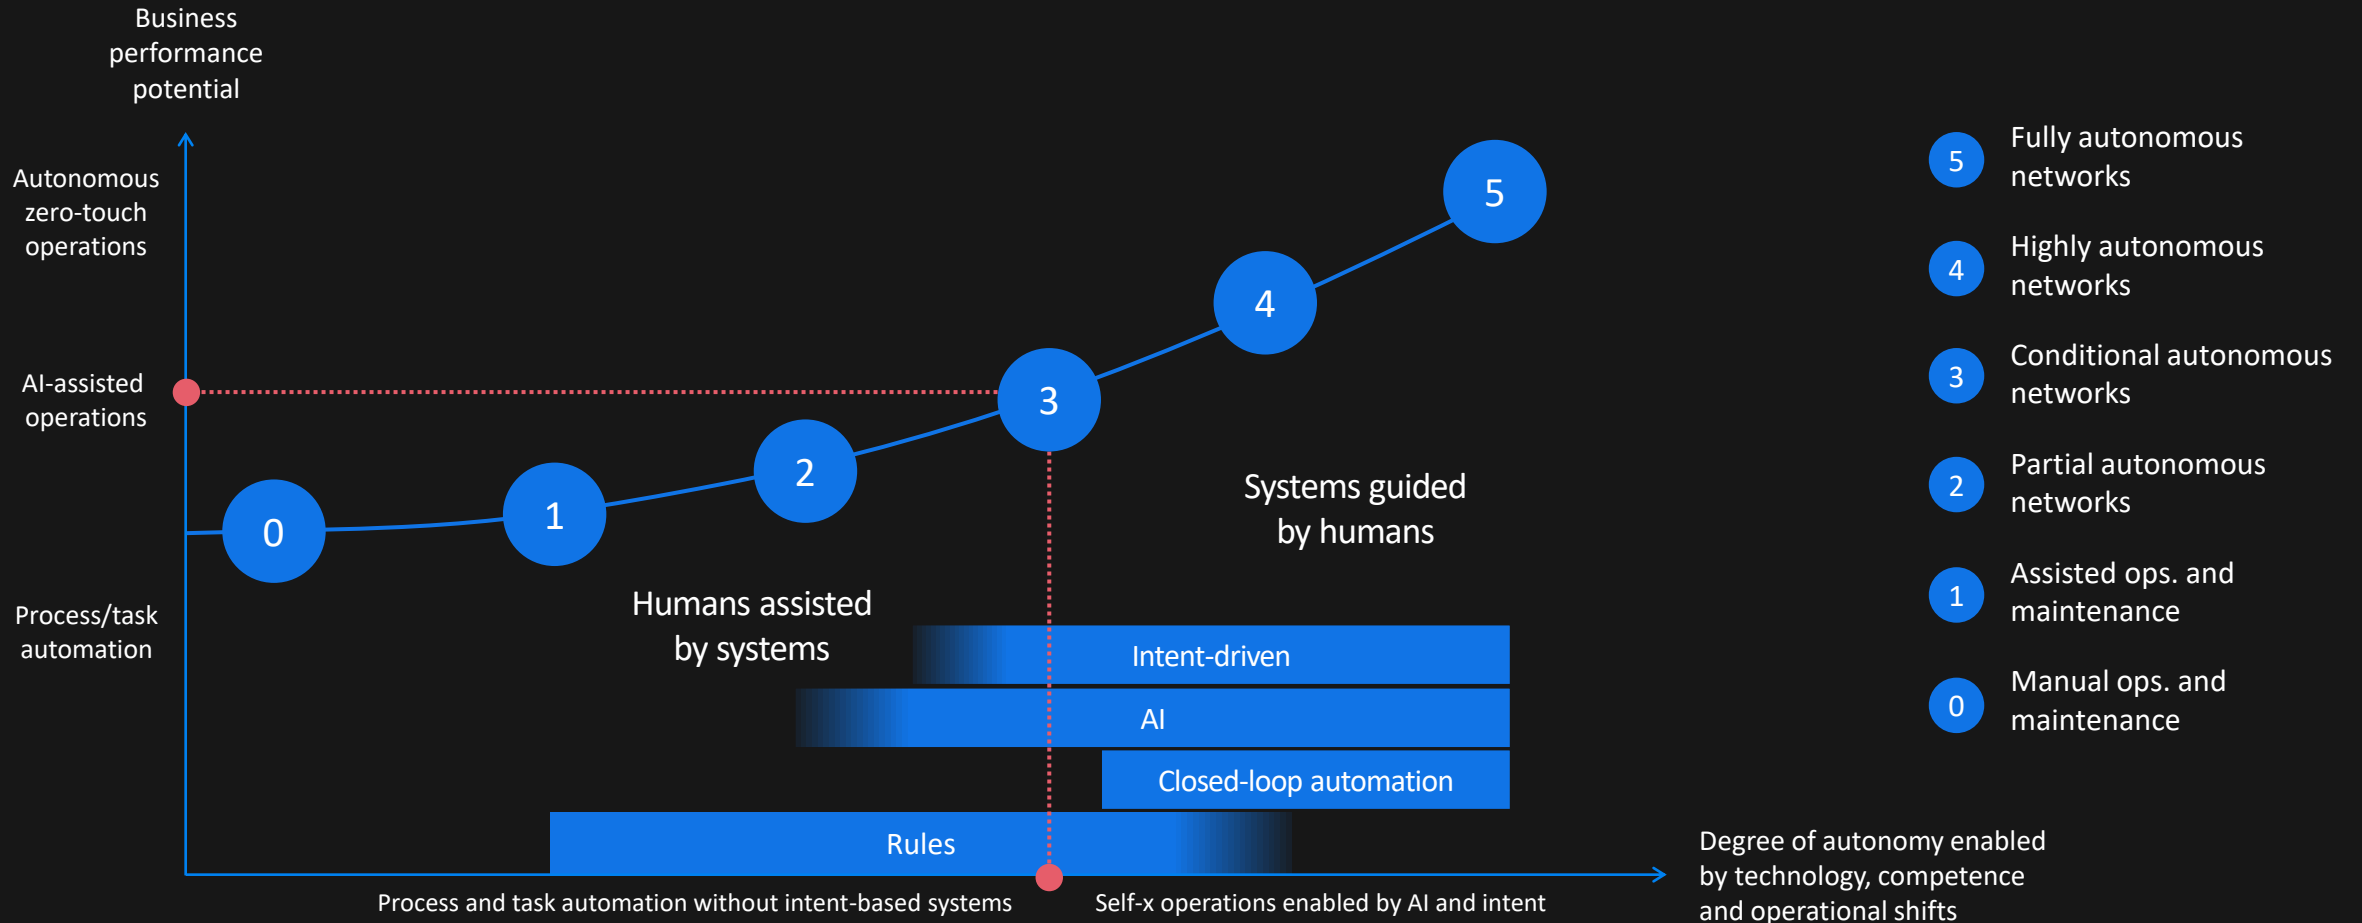 Business
performance
potential
Autonomous
zero-touch
operations
AI-assisted
operations
Process/task
automation
0
1
2
3
4
5
Humans assisted
by systems
Systems guided
by humans
Intent-driven
AI
Closed-loop automation
Rules
Process and task automation without intent-based systems
Self-x operations enabled by AI and intent
Degree of autonomy enabled
by technology, competence
and operational shifts
5
Fully autonomous
networks
4
Highly autonomous
networks
3
Conditional autonomous
networks
2
Partial autonomous
networks
1
Assisted ops. and
maintenance
0
Manual ops. and
maintenance